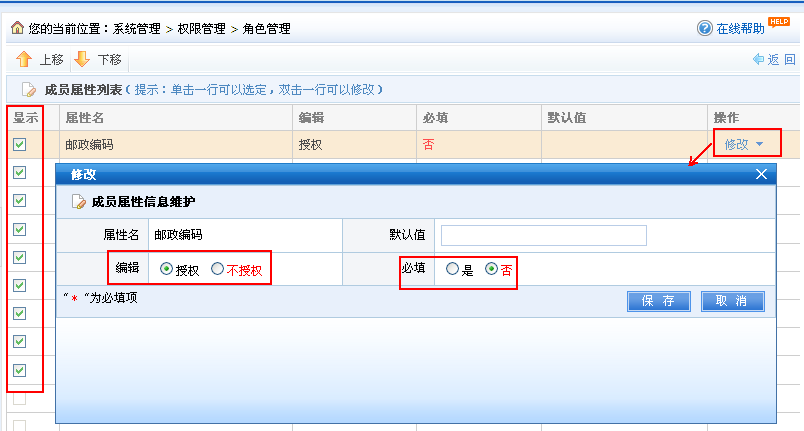 您的当前位置：系统管理 > 权限管理 > 角色管理 在线帮助 HELP
上移 下移 返 回
成员属性列表（提示：单击一行可以选定，双击一行可以修改）
显示 属性名 编辑 必填 默认值 操作
邮政编码 授权 否 修改
修改
成员属性信息维护
属性名 邮政编码 默认值
编辑 授权 不授权 必填 是 否
“*“为必填项 保 存 取 消